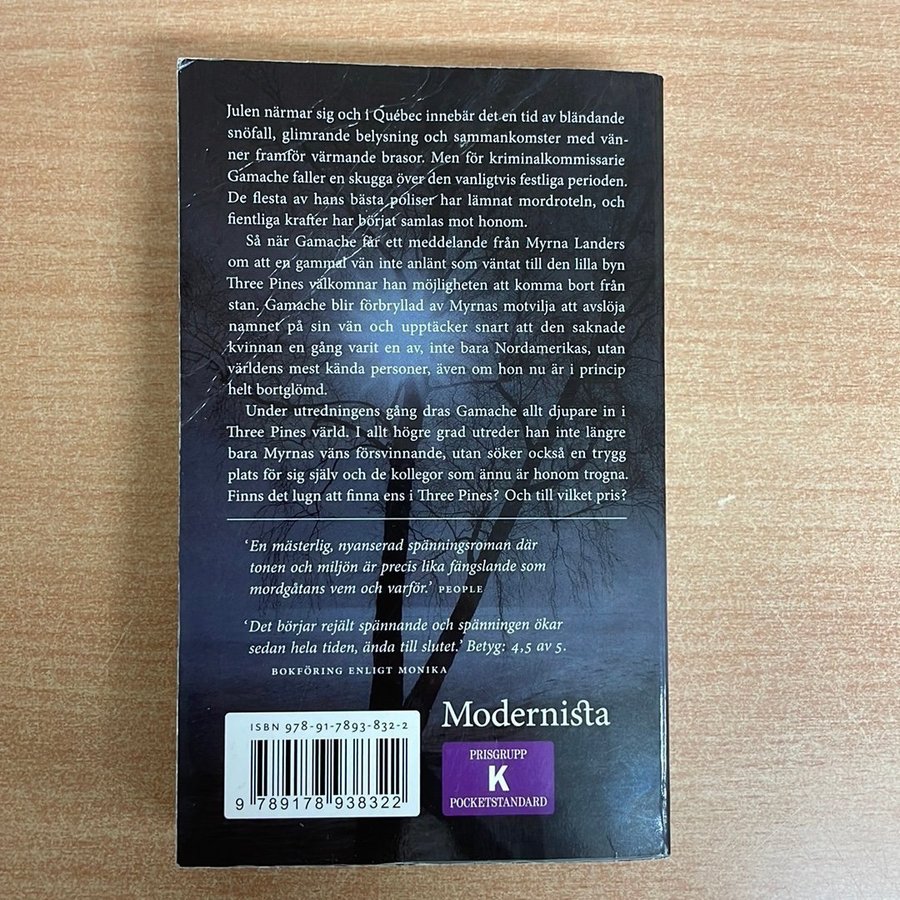 Julen närmar sig och i Québec innebär det en tid av bländande
snöfall, glimrande belysning och sammankomster med vän-
ner framför värmande brasor. Men för kriminalkommissarie
Gamache faller en skugga över den vanligtvis festliga perioden.
De flesta av hans bästa poliser har lämnat mordroteln, och
fientliga krafter har börjat samlas mot honom.
Så när Gamache får ett meddelande från Myrna Landers
om att en gammal vän inte anlänt som väntat till den lilla byn
Three Pines välkomnar han möjligheten att komma bort från
stan. Gamache blir förbryllad av Myrnas motvilja att avslöja
namnet på sin vän och upptäcker snart att den saknade
kvinnan en gång varit en av, inte bara Nordamerikas, utan
världens mest kända personer, även om hon nu är i princip
helt bortglömd.
Under utredningens gång dras Gamache allt djupare in i
Three Pines värld. I allt högre grad utreder han inte längre
bara Myrnas väns försvinnande, utan söker också en trygg
plats för sig själv och de kollegor som ännu är honom trogna.
Finns det lugn att finna ens i Three Pines? Och till vilket pris?
‘En mästerlig, nyanserad spänningsroman där
tonen och miljön är precis lika fängslande som
mordgåtans vem och varför.’ PEOPLE
‘Det börjar rejält spännande och spänningen ökar
sedan hela tiden, ända till slutet.’ Betyg: 4,5 av 5.
BOKFÖRING ENLIGT MONIKA
ISBN 978-91-7893-832-2
9 789178 938322
Modernista
PRISGRUPP
K
POCKETSTANDARD